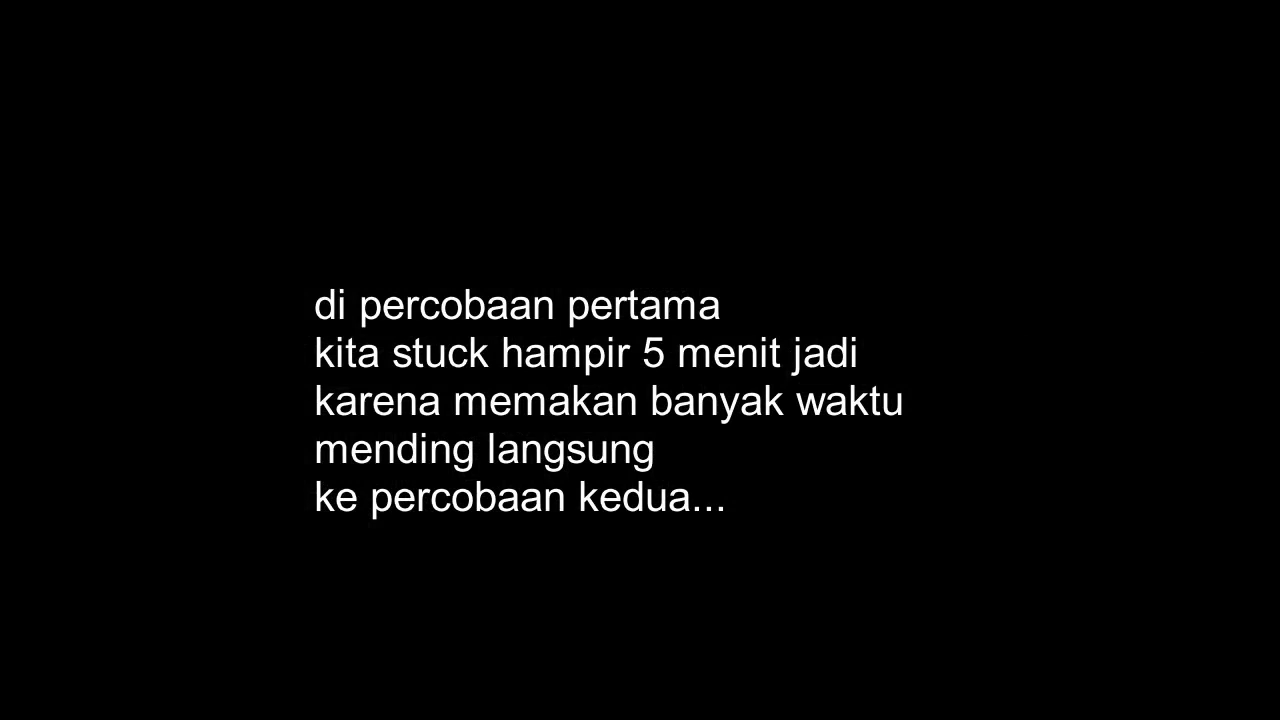 di percobaan pertama
kita stuck hampir 5 menit jadi
karena memakan banyak waktu
mending langsung
ke percobaan kedua...